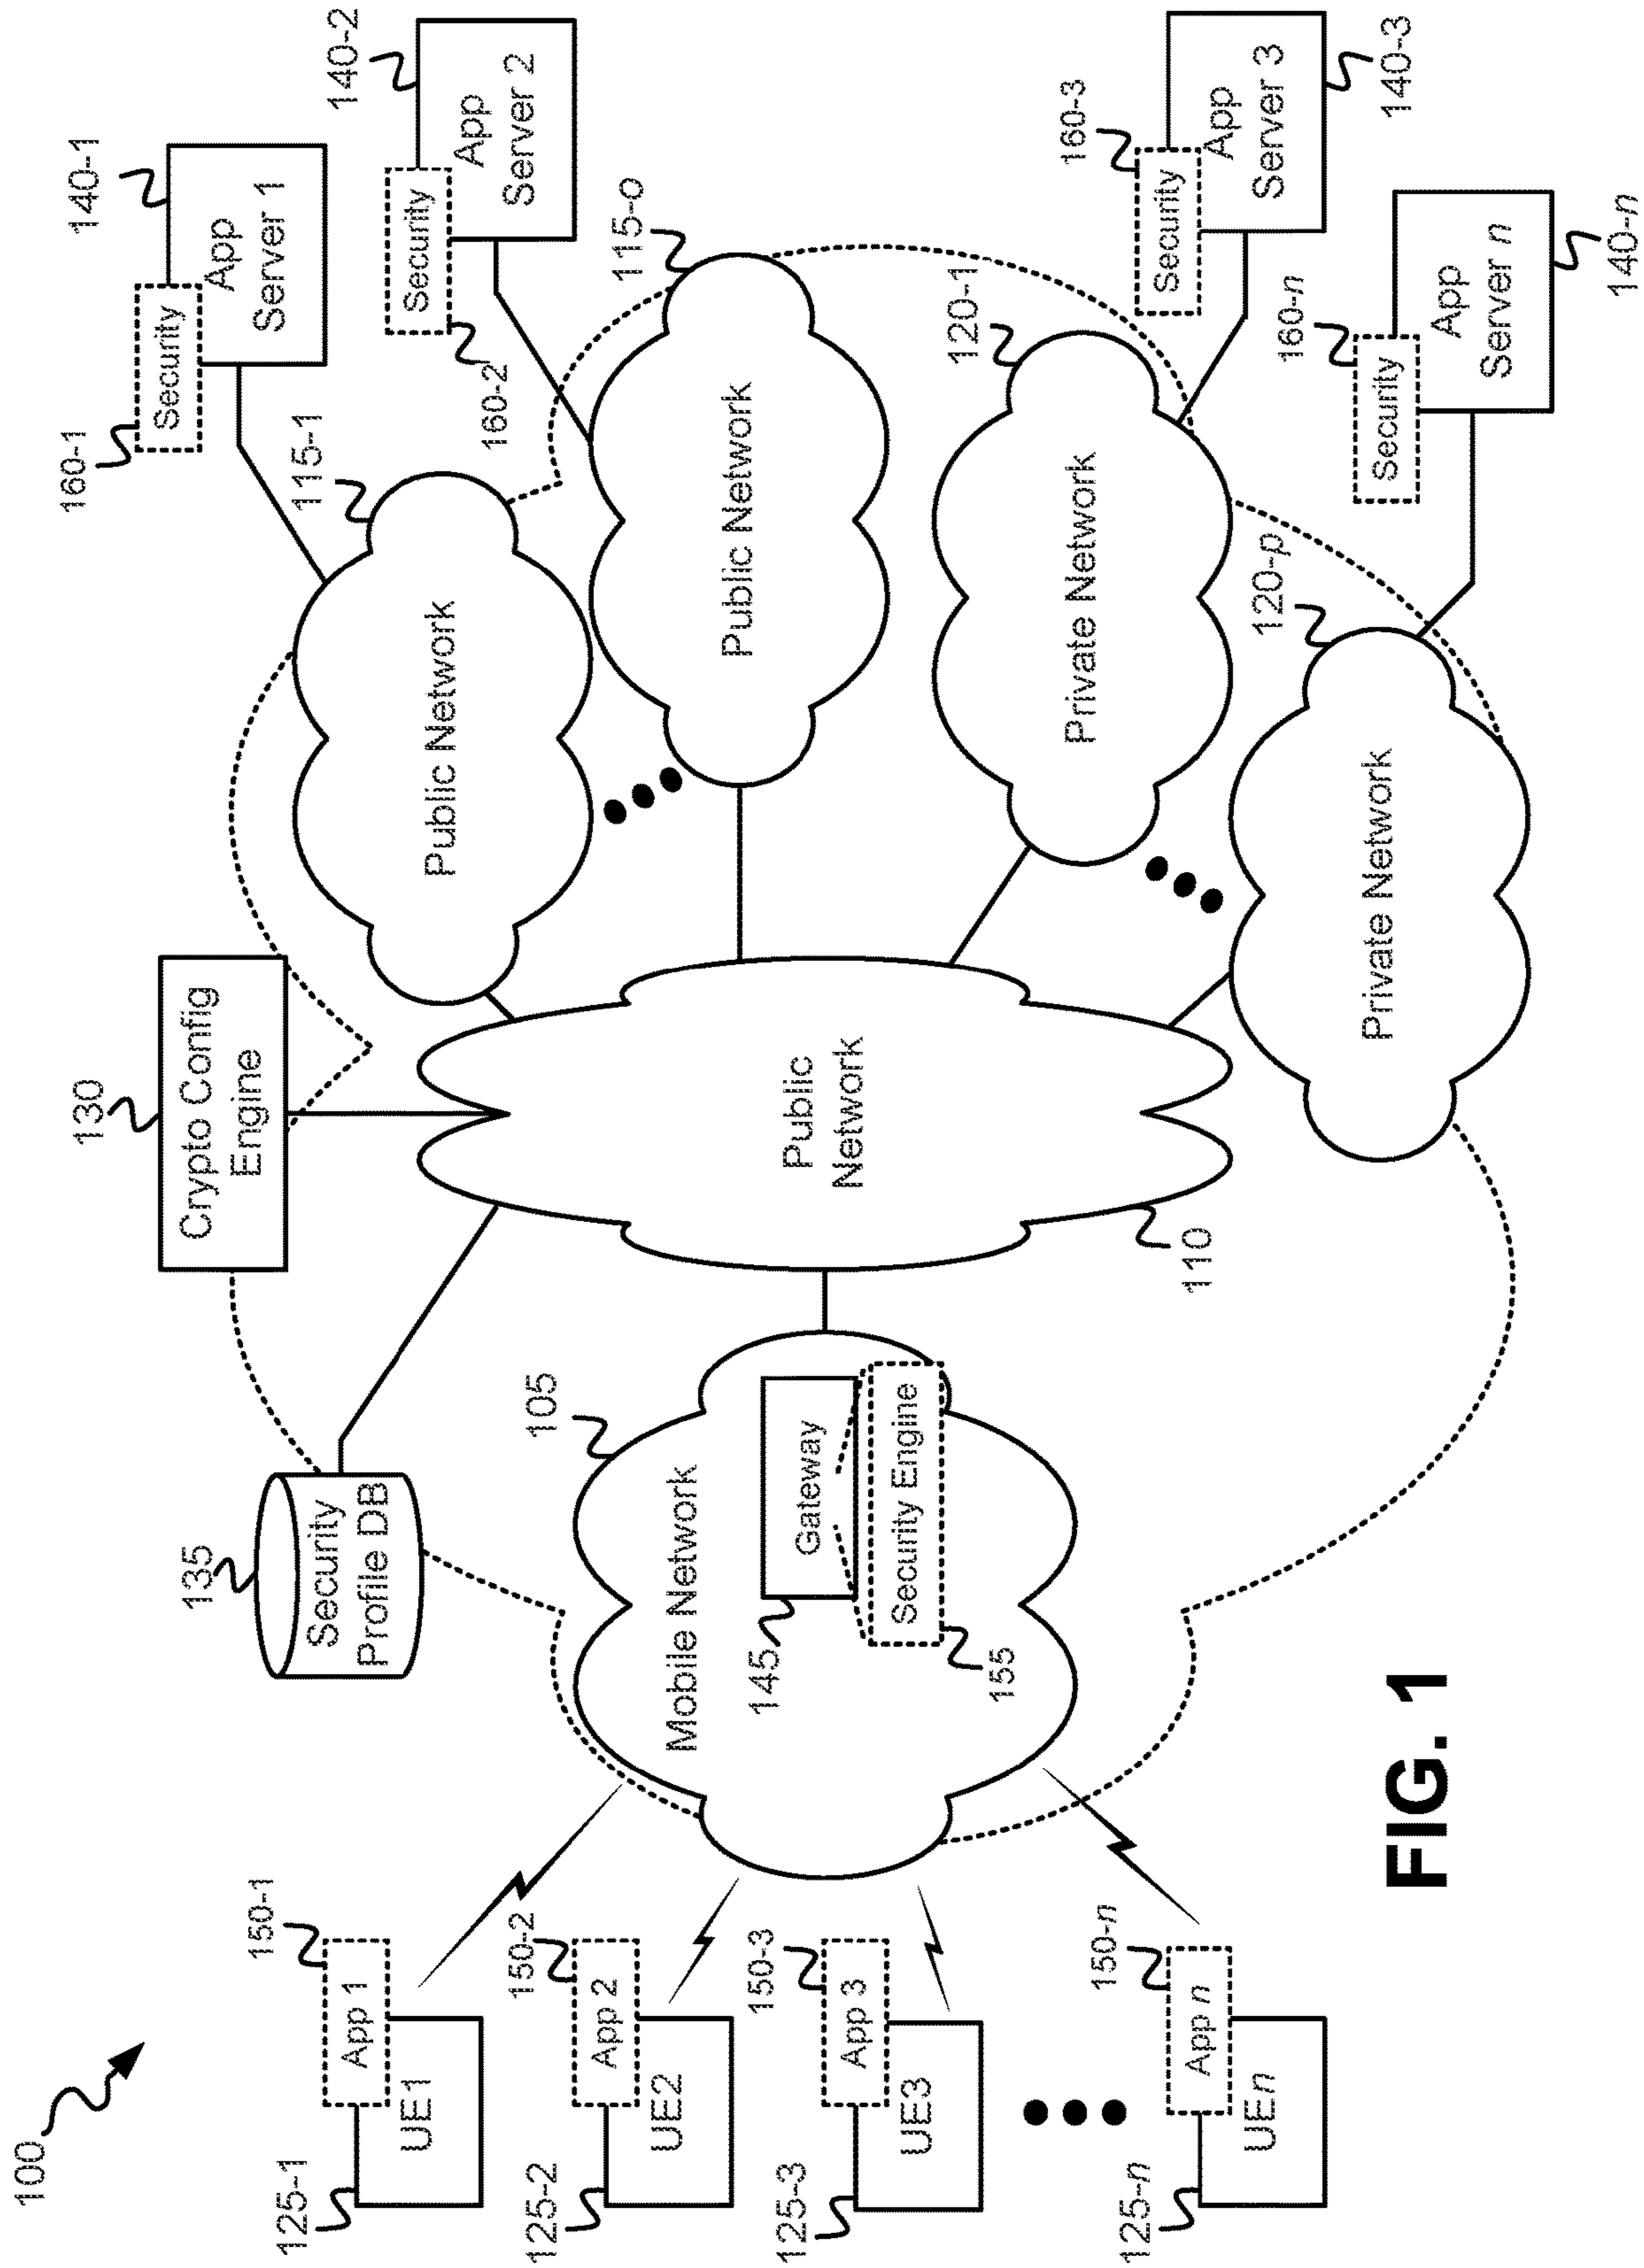 100
130
Crypto Config
Engine
135
Security
Profile DB
160-1
Security
140-1
App
Server 1
115-1
Public Network
140-2
App
Server 2
Security
160-2
115-o
Public Network
150-1
App 1
UE1
125-1
150-2
App 2
UE2
125-2
150-3
App 3
UE3
125-3
150-n
App n
UEn
125-n
105
Mobile Network
145
Gateway
Security Engine
155
Public
Network
110
120-1
Private Network
160-3
Security
App
Server 3
140-3
120-p
Private Network
160-n
Security
App
Server n
140-n
FIG. 1